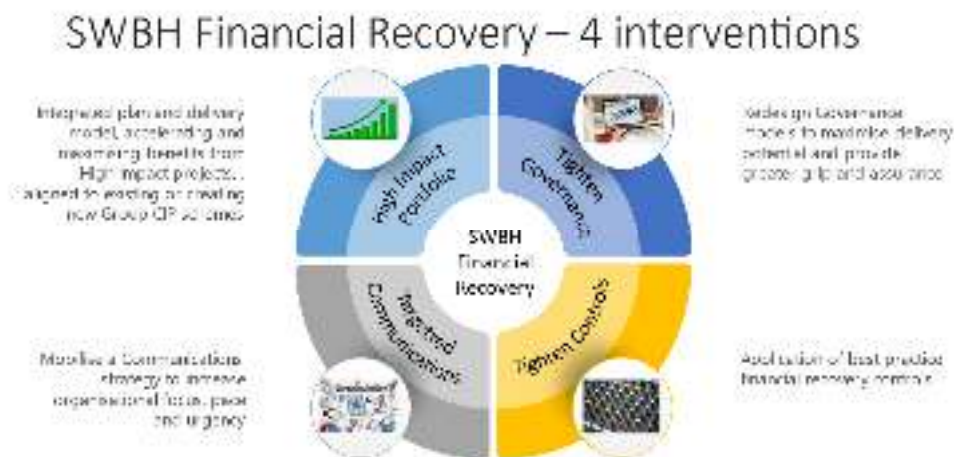 SWBH Financial Recovery – 4 interventions
Integrated plan and delivery
model, accelerating and
maximising benefits from
High Impact projects..
aligned to existing or creating
new Group CIP schemes
High Impact
Portfolio
Tighten
Governance
Redesign Governance
models to maximise delivery
potential and provide
greater grip and assurance
SWBH
Financial
Recovery
Mobilise a Communications
strategy to increase
organisational focus, pace
and urgency
Targeted
Communications
Tighten Controls
Application of best practice
financial recovery controls